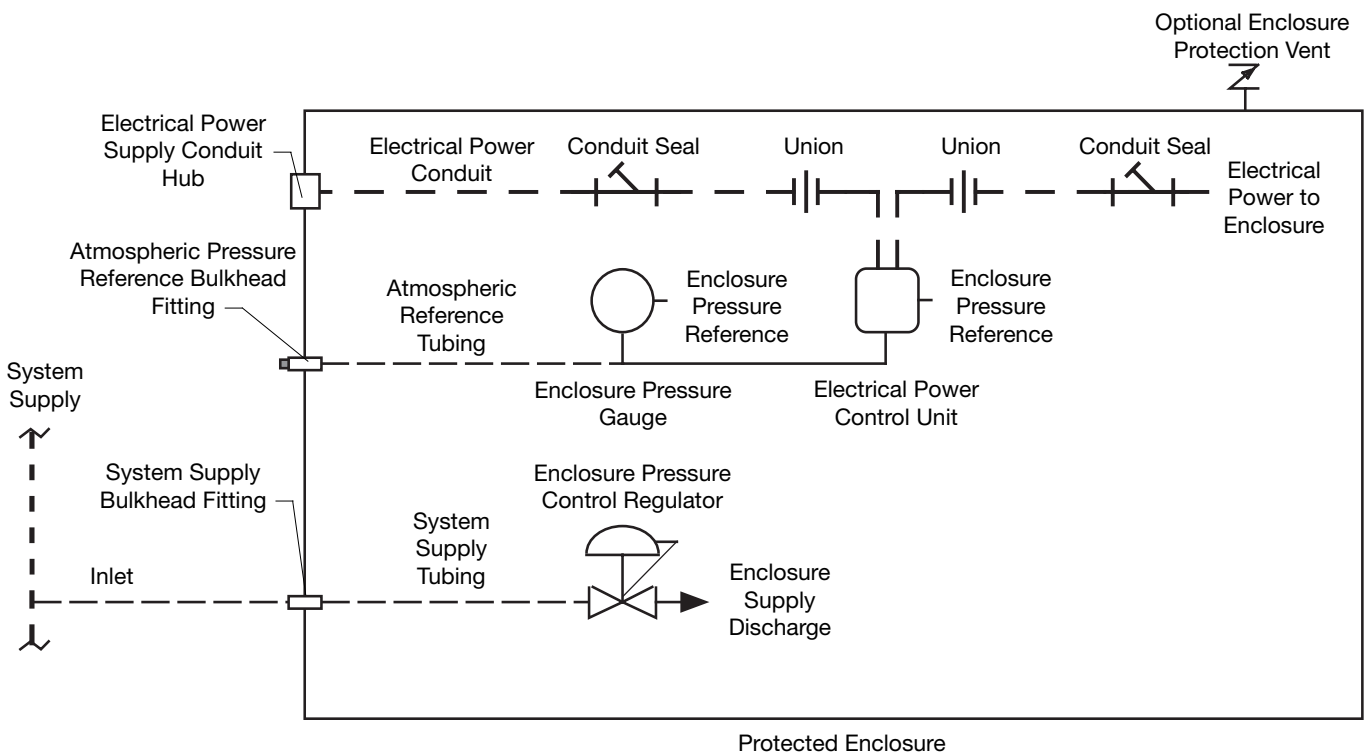 Optional Enclosure
Protection Vent
Electrical Power
Supply Conduit
Hub
Electrical Power
Conduit
Conduit Seal
Union
Union
Conduit Seal
Electrical
Power to
Enclosure
Atmospheric Pressure
Reference Bulkhead
Fitting
Atmospheric
Reference
Tubing
Enclosure
Pressure
Reference
Enclosure
Pressure
Reference
System
Supply
Enclosure Pressure
Gauge
Electrical Power
Control Unit
System Supply
Bulkhead Fitting
Enclosure Pressure
Control Regulator
System
Supply
Tubing
Inlet
Enclosure
Supply
Discharge
Protected Enclosure